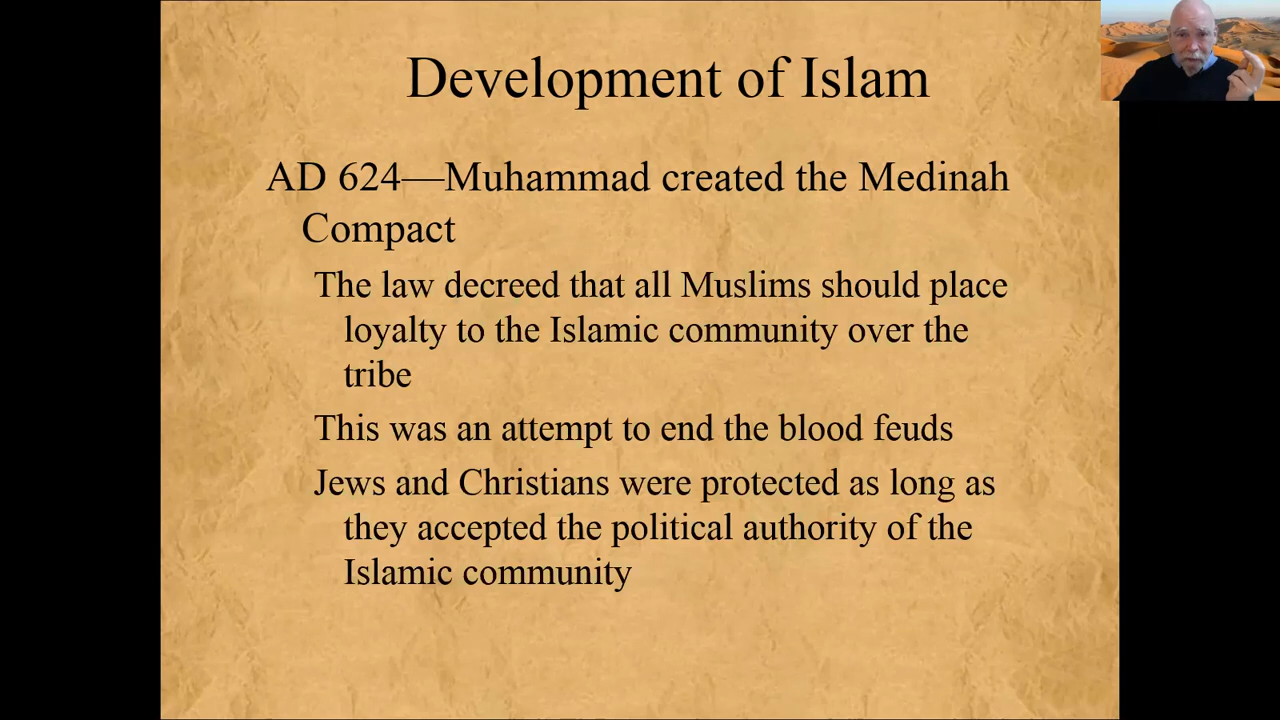 Development of Islam
AD 624—Muhammad created the Medinah
Compact
The law decreed that all Muslims should place
loyalty to the Islamic community over the
tribe
This was an attempt to end the blood feuds
Jews and Christians were protected as long as
they accepted the political authority of the
Islamic community